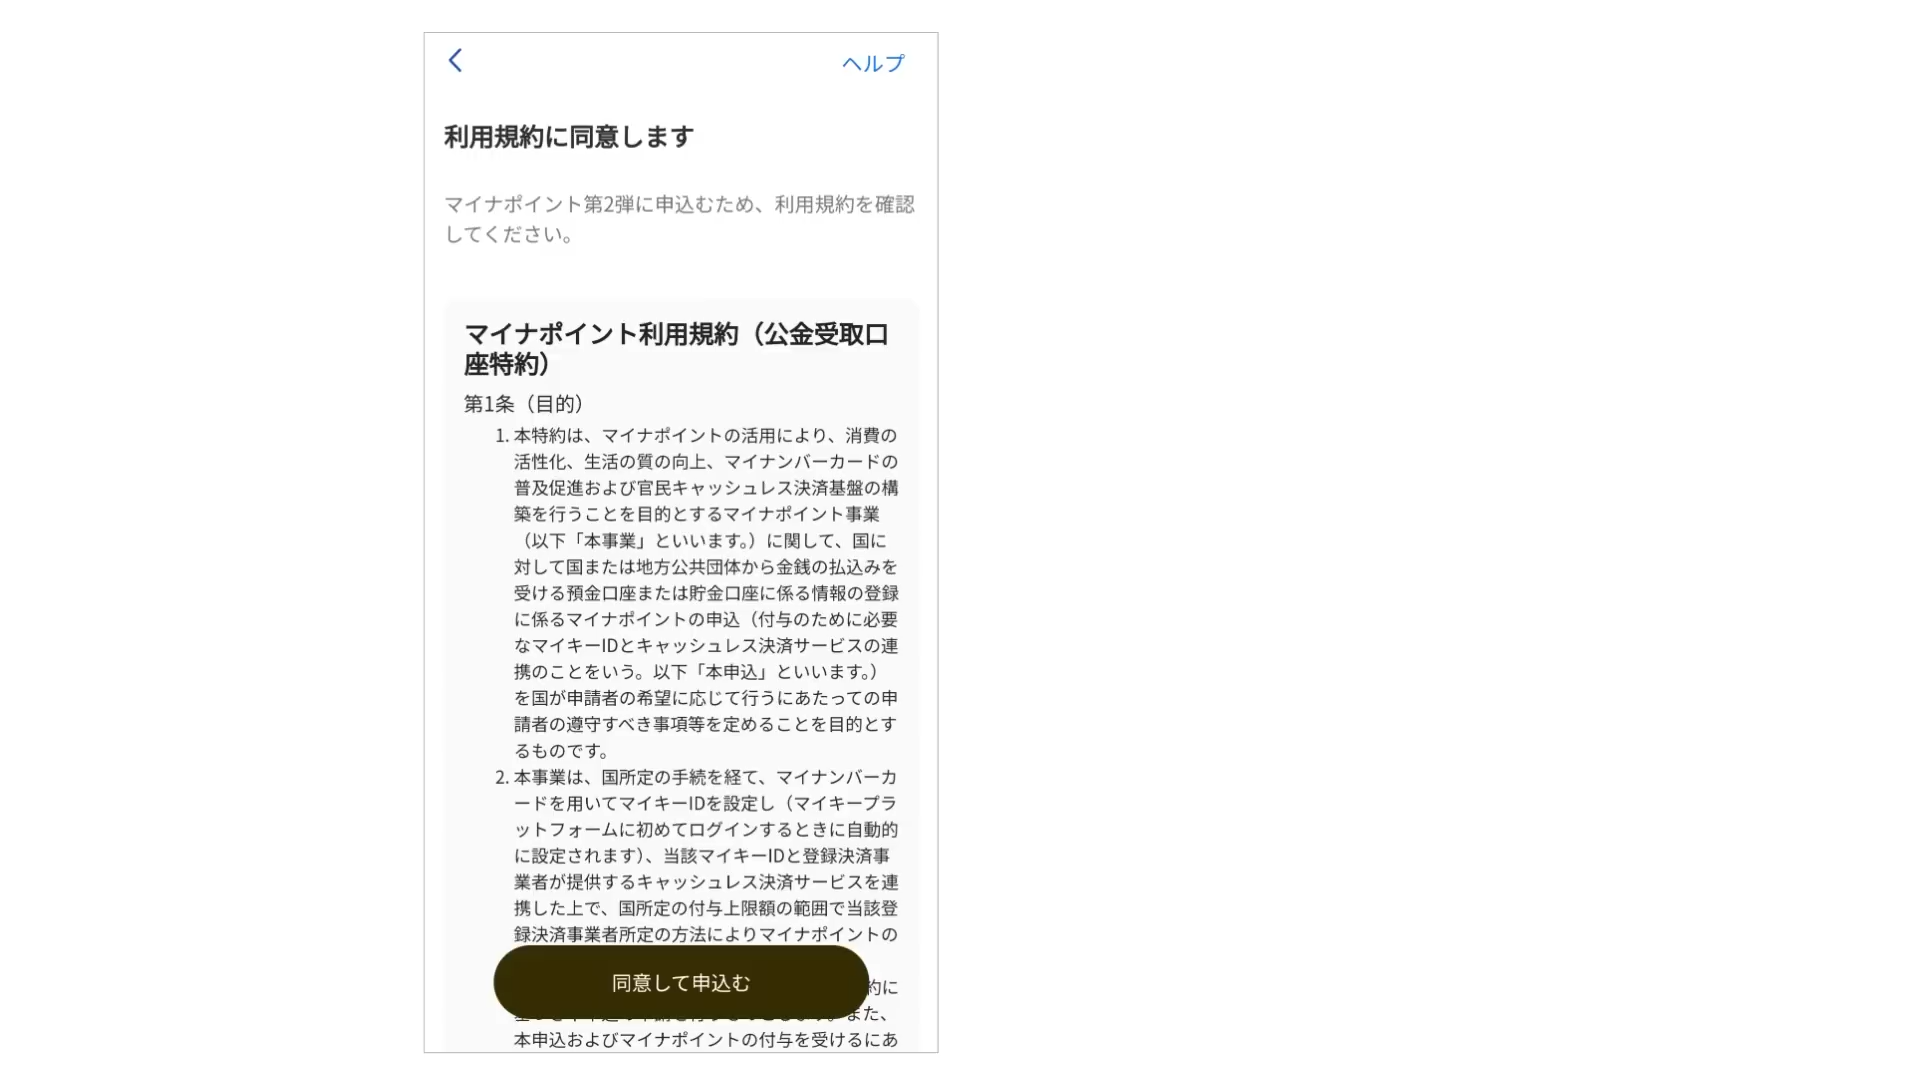 ヘルプ
利用規約に同意します
マイナポイント第2弾に申込むため、利用規約を確認
してください。
マイナポイント利用規約（公金受取口
座特約）
第1条（目的）
1. 本特約は、マイナポイントの活用により、消費の
活性化、生活の質の向上、マイナンバーカードの
普及促進および官民キャッシュレス決済基盤の構
築を行うことを目的とするマイナポイント事業
（以下「本事業」といいます。）に関して、国に
対して国または地方公共団体から金銭の払込みを
受ける預金口座または貯金口座に係る情報の登録
に係るマイナポイントの申込（付与のために必要
なマイキーIDとキャッシュレス決済サービスの連
携のことをいう。以下「本申込」といいます。）
を国が申請者の希望に応じて行うにあたっての申
請者の遵守すべき事項等を定めることを目的とす
るものです。
2. 本事業は、国所定の手続を経て、マイナンバーカ
ードを用いてマイキーIDを設定し（マイキープラ
ットフォームに初めてログインするときに自動的
に設定されます）、当該マイキーIDと登録決済事
業者が提供するキャッシュレス決済サービスを連
携した上で、国所定の付与上限額の範囲で当該登
録決済事業者所定の方法によりマイナポイントの
同意して申込む
約に
また、
本申込およびマイナポイントの付与を受けるにあ